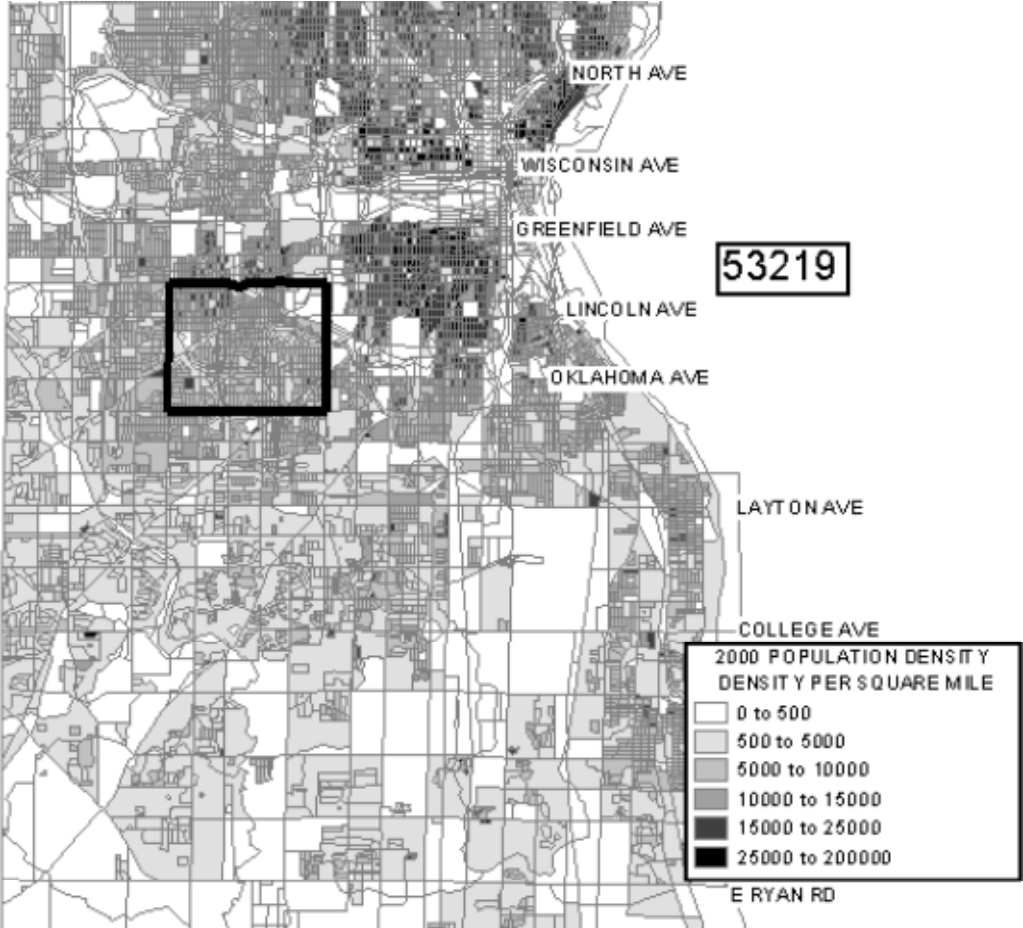 NORTH AVE
WISCONSIN AVE
GREENFIELD AVE
53219
LINCOLN AVE
OKLAHOMA AVE
LAYTON AVE
COLLEGE AVE
2000 POPULATION DENSITY
DENSITY PER SQUARE MILE
0 to 500
500 to 5000
5000 to 10000
10000 to 15000
15000 to 25000
25000 to 200000
E RYAN RD